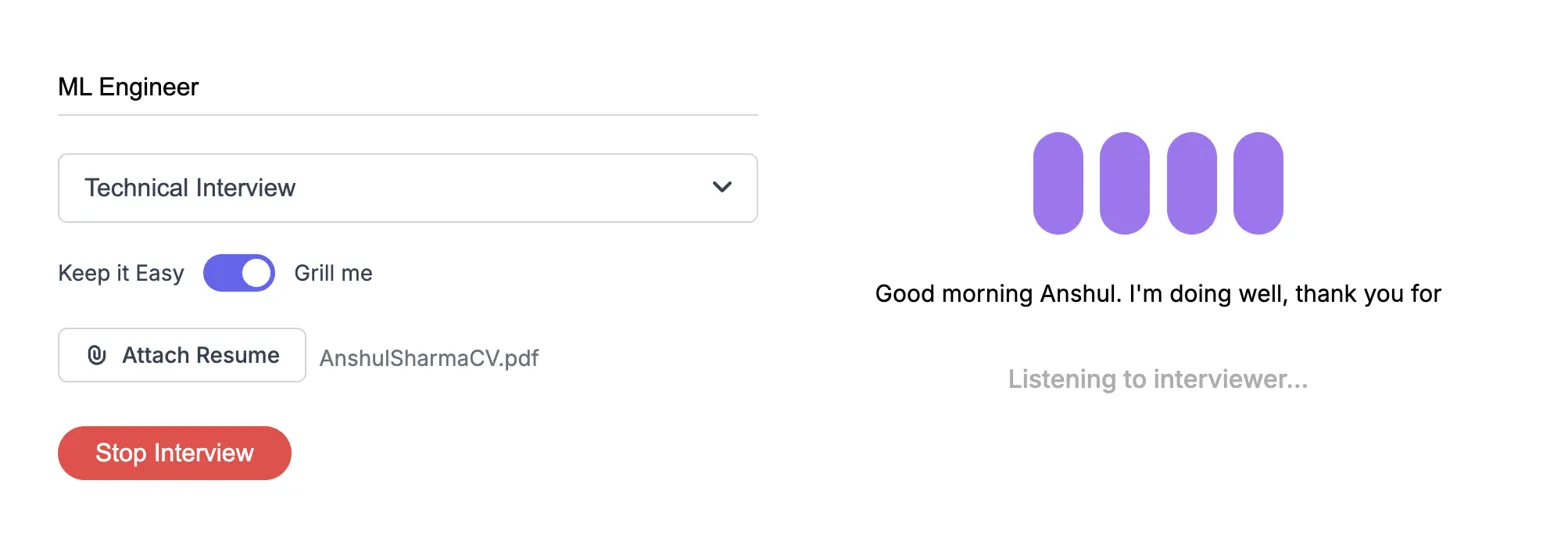 ML Engineer
Technical Interview
Keep it Easy Grill me
Attach Resume AnshulSharmaCV.pdf
Stop Interview
Good morning Anshul. I'm doing well, thank you for
Listening to interviewer...